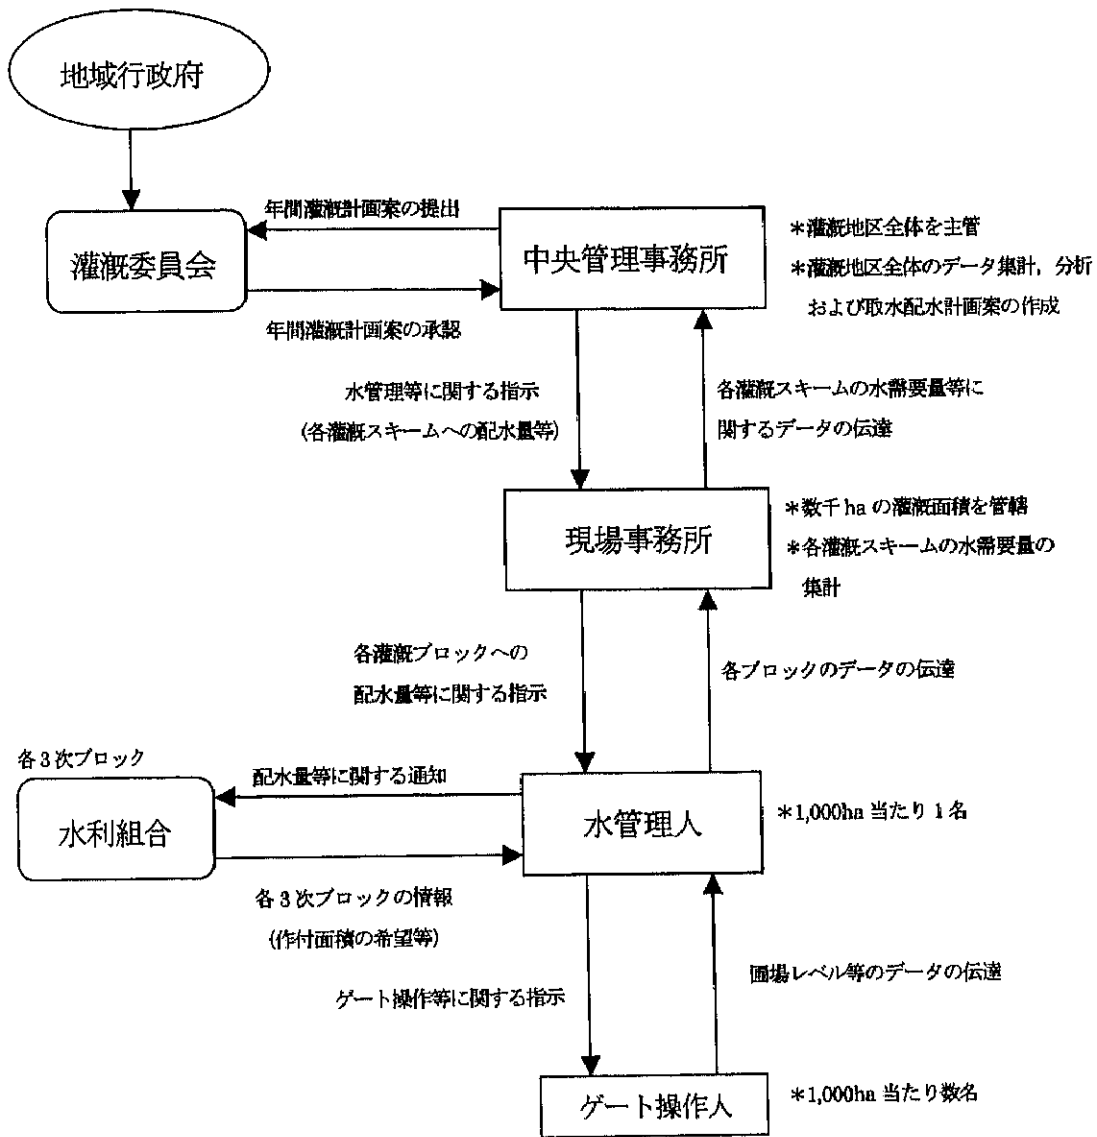 地域行政府
年間灌漑計画案の提出
灌漑委員会
中央管理事務所
＊灌漑地区全体を主管
＊灌漑地区全体のデータ集計，分析
および取水配水計画案の作成
年間灌漑計画案の承認
水管理等に関する指示
(各灌漑スキームへの配水量等)
各灌漑スキームの水需要量等に
関するデータの伝達
現場事務所
＊数千 ha の灌漑面積を管轄
＊各灌漑スキームの水需要量の
集計
各灌漑ブロックへの
配水量等に関する指示
各ブロックのデータの伝達
各３次ブロック
水利組合
配水量等に関する通知
水管理人
＊1,000ha 当たり 1 名
各３次ブロックの情報
(作付面積の希望等)
ゲート操作等に関する指示
圃場レベル等のデータの伝達
ゲート操作人
＊1,000ha 当たり数名